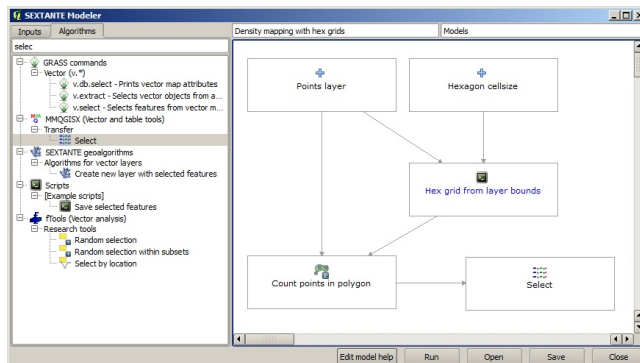 SEXTANTE Modeler
Inputs Algorithms
selec
GRASS commands
Vector (v.*)
v.db.select - Prints vector map attributes
v.extract - Selects vector objects from a...
v.select - Selects features from vector m...
MMQGISX (Vector and table tools)
Transfer
Select
SEXTANTE geoalgorithms
Algorithms for vector layers
Create new layer with selected features
Scripts
[Example scripts]
Save selected features
fTools (Vector analysis)
Research tools
Random selection
Random selection within subsets
Select by location
Density mapping with hex grids
Models
Points layer
Hexagon cellsize
Hex grid from layer bounds
Count points in polygon
Select
Edit model help Run Open Save Close